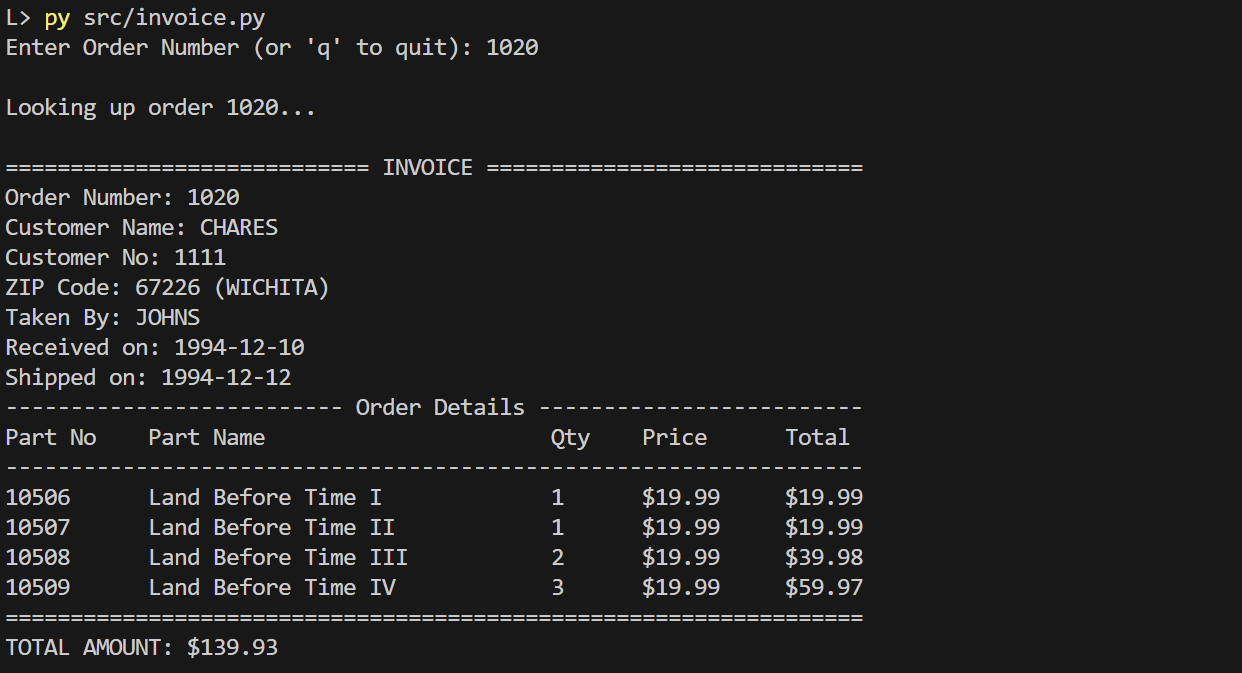 L> py src/invoice.py
Enter Order Number (or 'q' to quit): 1020
Looking up order 1020...
============================ INVOICE =============================
Order Number: 1020
Customer Name: CHARES
Customer No: 1111
ZIP Code: 67226 (WICHITA)
Taken By: JOHNS
Received on: 1994-12-10
Shipped on: 1994-12-12
-------------------------- Order Details -------------------------
Part No    Part Name                      Qty    Price      Total
------------------------------------------------------------------
10506      Land Before Time I             1      $19.99     $19.99
10507      Land Before Time II            1      $19.99     $19.99
10508      Land Before Time III           2      $19.99     $39.98
10509      Land Before Time IV            3      $19.99     $59.97
==================================================================
TOTAL AMOUNT: $139.93